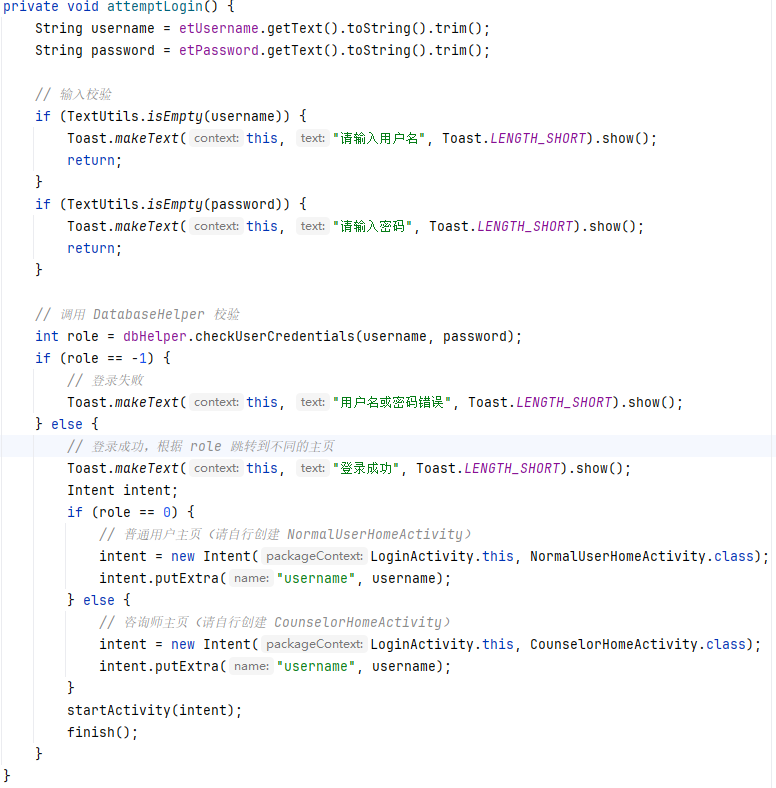 private void attemptLogin() {
    String username = etUsername.getText().toString().trim();
    String password = etPassword.getText().toString().trim();

    // 输入校验
    if (TextUtils.isEmpty(username)) {
        Toast.makeText( context: this,  text: "请输入用户名", Toast.LENGTH_SHORT).show();
        return;
    }
    if (TextUtils.isEmpty(password)) {
        Toast.makeText( context: this,  text: "请输入密码", Toast.LENGTH_SHORT).show();
        return;
    }

    // 调用 DatabaseHelper 校验
    int role = dbHelper.checkUserCredentials(username, password);
    if (role == -1) {
        // 登录失败
        Toast.makeText( context: this,  text: "用户名或密码错误", Toast.LENGTH_SHORT).show();
    } else {
        // 登录成功，根据 role 跳转到不同的主页
        Toast.makeText( context: this,  text: "登录成功", Toast.LENGTH_SHORT).show();
        Intent intent;
        if (role == 0) {
            // 普通用户主页（请自行创建 NormalUserHomeActivity）
            intent = new Intent( packageContext: LoginActivity.this, NormalUserHomeActivity.class);
            intent.putExtra( name: "username", username);
        } else {
            // 咨询师主页（请自行创建 CounselorHomeActivity）
            intent = new Intent( packageContext: LoginActivity.this, CounselorHomeActivity.class);
            intent.putExtra( name: "username", username);
        }
        startActivity(intent);
        finish();
    }
}